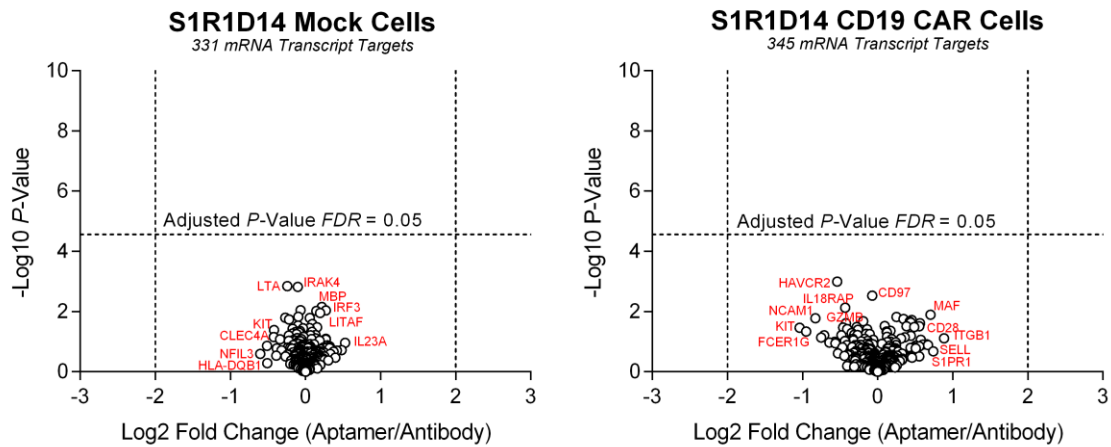 S1R1D14 Mock Cells
331 mRNA Transcript Targets
10
8
6
4
2
0
-Log10 P-Value
Adjusted P-Value FDR = 0.05
LTA
IRAK4
MBP
IRF3
LITAF
KIT
CLEC4A
IL23A
NFIL3
HLA-DQB1
-3
-2
-1
0
1
2
3
Log2 Fold Change (Aptamer/Antibody)
S1R1D14 CD19 CAR Cells
345 mRNA Transcript Targets
10
8
6
4
2
0
-Log10 P-Value
Adjusted P-Value FDR = 0.05
HAVCR2
CD97
IL18RAP
MAF
NCAM1
GZMB
KIT
CD28
ITGB1
FCER1G
SELL
S1PR1
-3
-2
-1
0
1
2
3
Log2 Fold Change (Aptamer/Antibody)